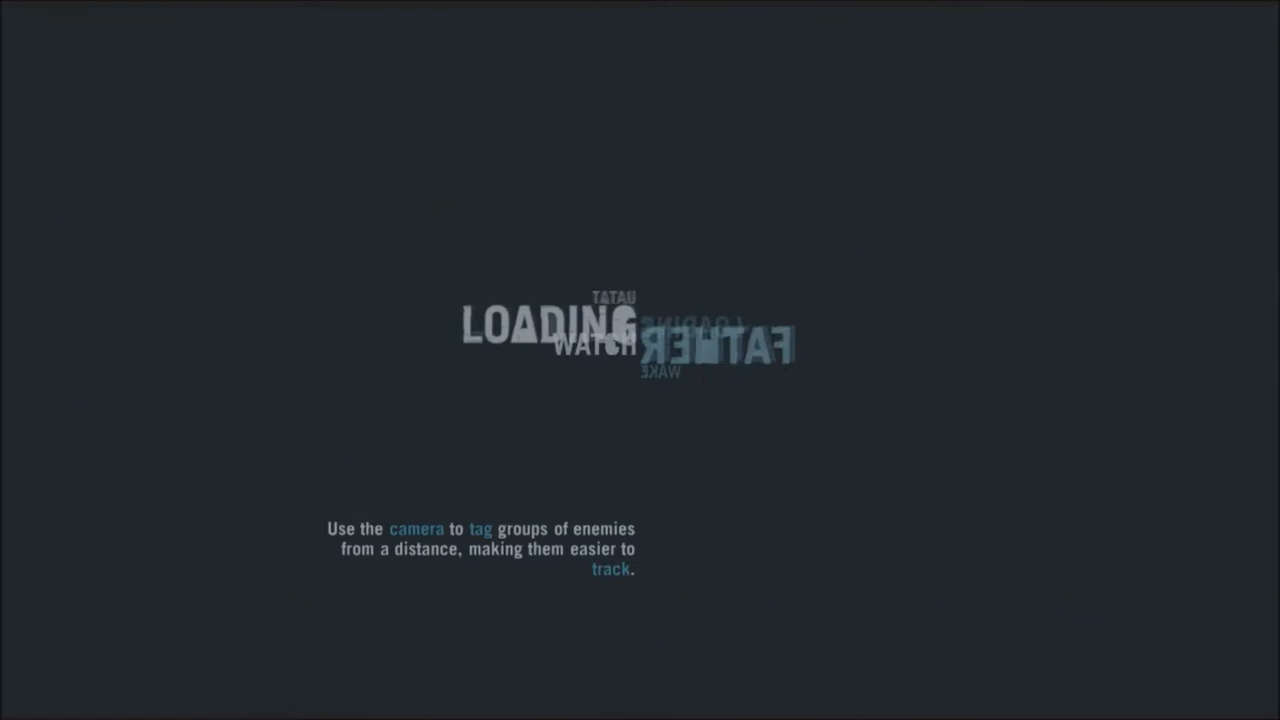 TATAU
LOADING
WATCH
LOADING
FATHER
WAKE
Use the camera to tag groups of enemies
from a distance, making them easier to
track.